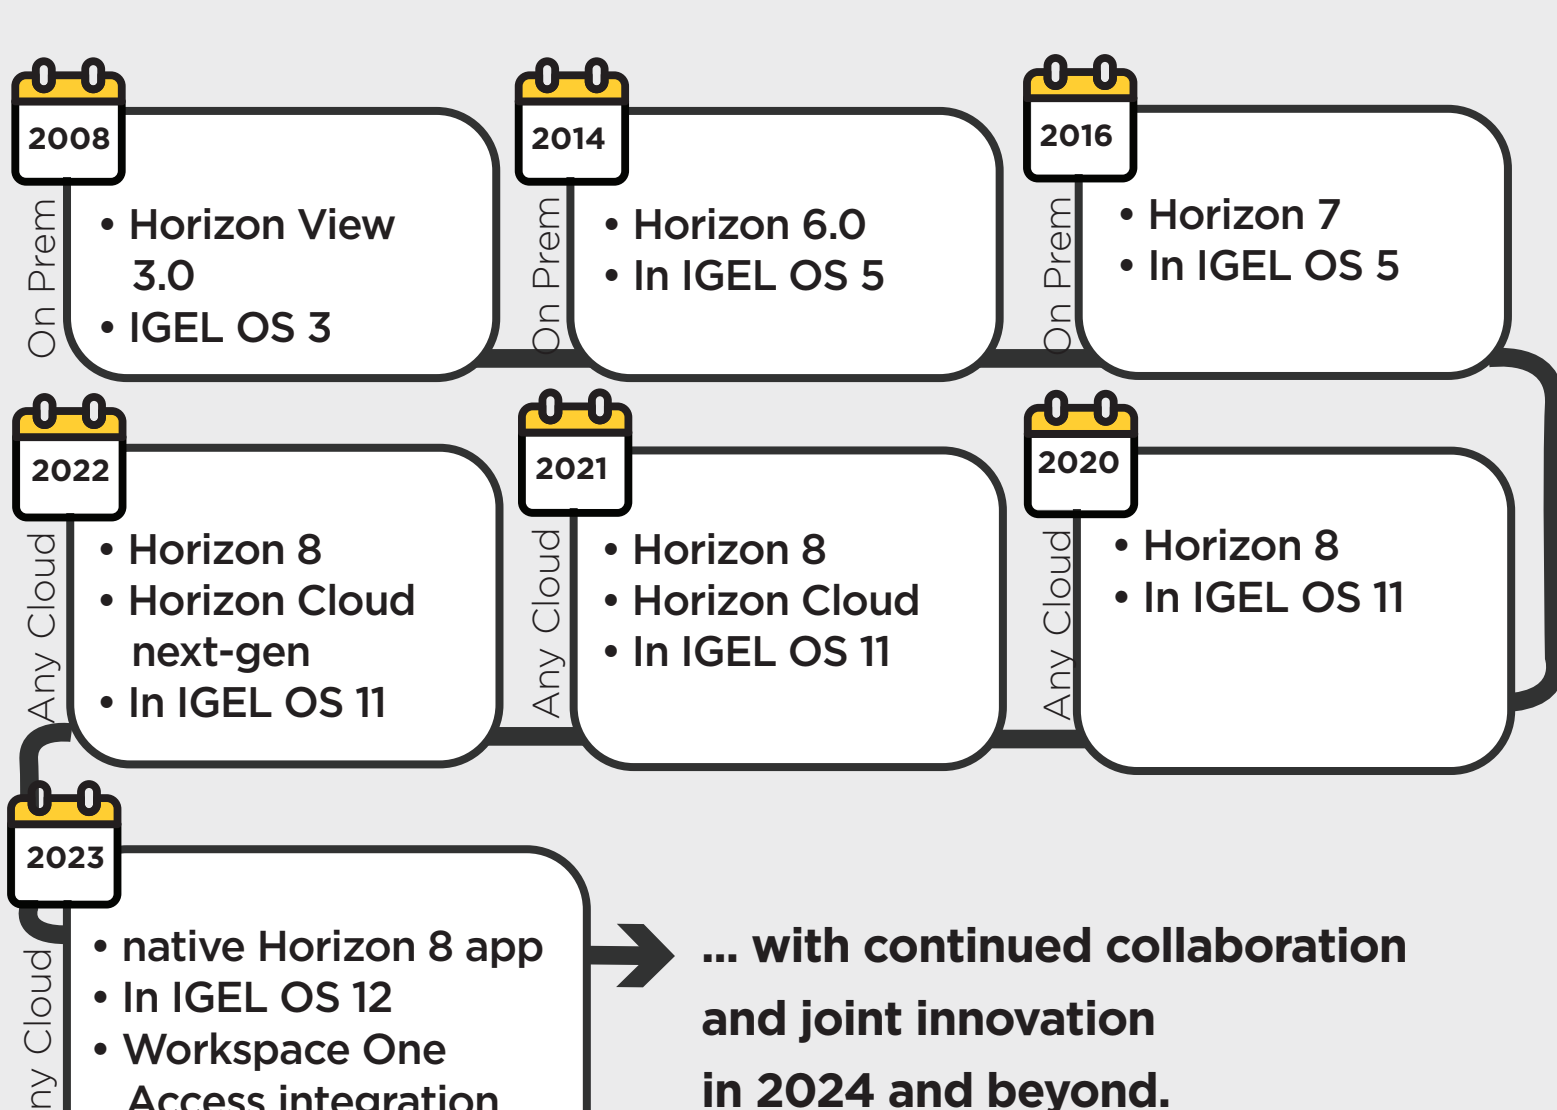 2008
On Prem
• Horizon View
3.0
• IGEL OS 3
2014
On Prem
• Horizon 6.0
• In IGEL OS 5
2016
On Prem
• Horizon 7
• In IGEL OS 5
2022
Any Cloud
• Horizon 8
• Horizon Cloud
next-gen
• In IGEL OS 11
2021
Any Cloud
• Horizon 8
• Horizon Cloud
• In IGEL OS 11
2020
Any Cloud
• Horizon 8
• In IGEL OS 11
2023
ny Cloud
• native Horizon 8 app
• In IGEL OS 12
• Workspace One
Access integration
... with continued collaboration
and joint innovation
in 2024 and beyond.